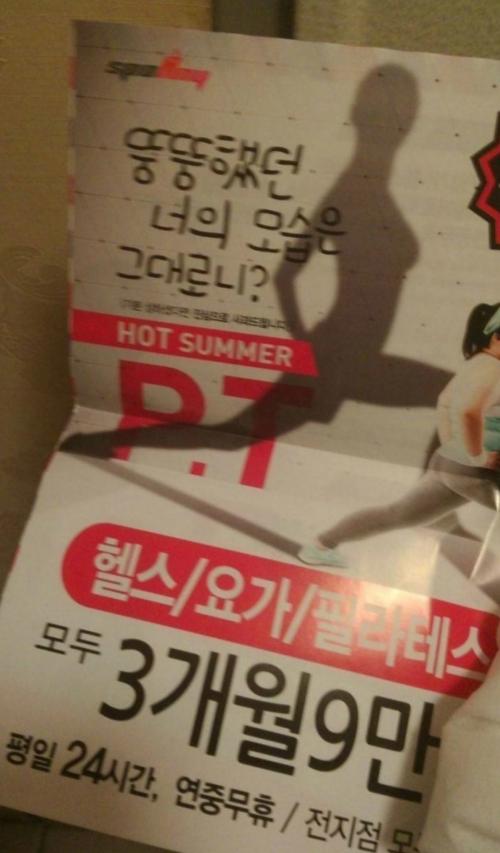 뚱뚱했던
너의 모습은
그대로니?
HOT SUMMER
P.T
헬스/요가/필라테스
모두 3개월9만
평일 24시간, 연중무휴 / 전지점